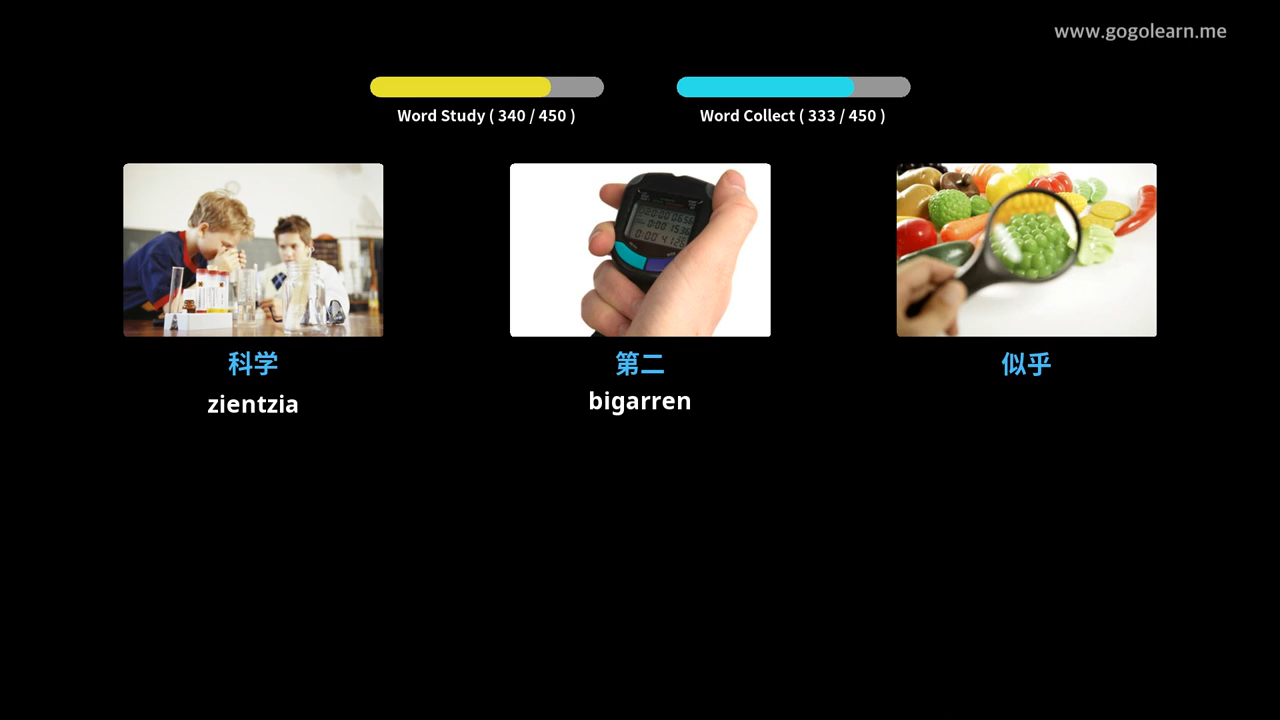 www.gogolearn.me
Word Study ( 340 / 450 )
Word Collect ( 333 / 450 )
科学
第二
似乎
zientzia
bigarren